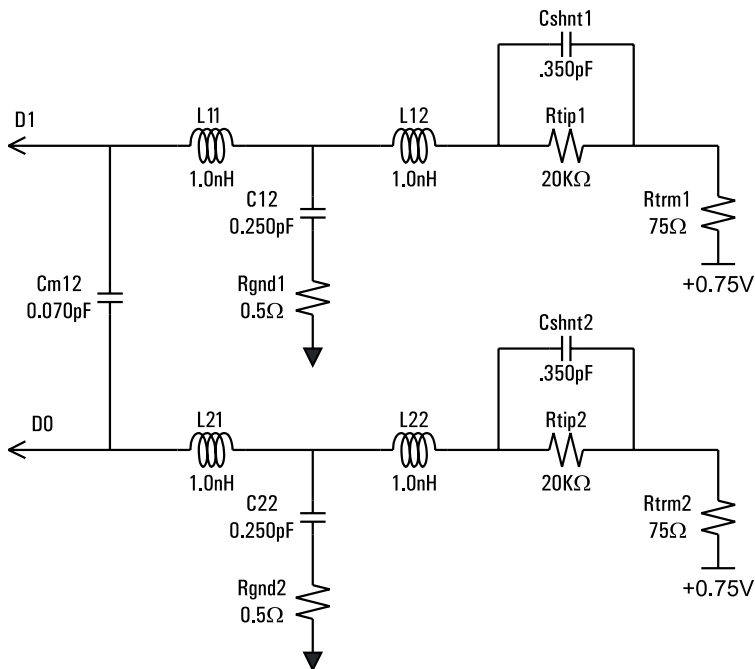 Cshnt1
.350pF
D1
L11
1.0nH
L12
1.0nH
Rtip1
20KΩ
C12
0.250pF
Rtrm1
75Ω
+0.75V
Rgnd1
0.5Ω
Cm12
0.070pF
Cshnt2
.350pF
D0
L21
1.0nH
L22
1.0nH
Rtip2
20KΩ
C22
0.250pF
Rtrm2
75Ω
+0.75V
Rgnd2
0.5Ω